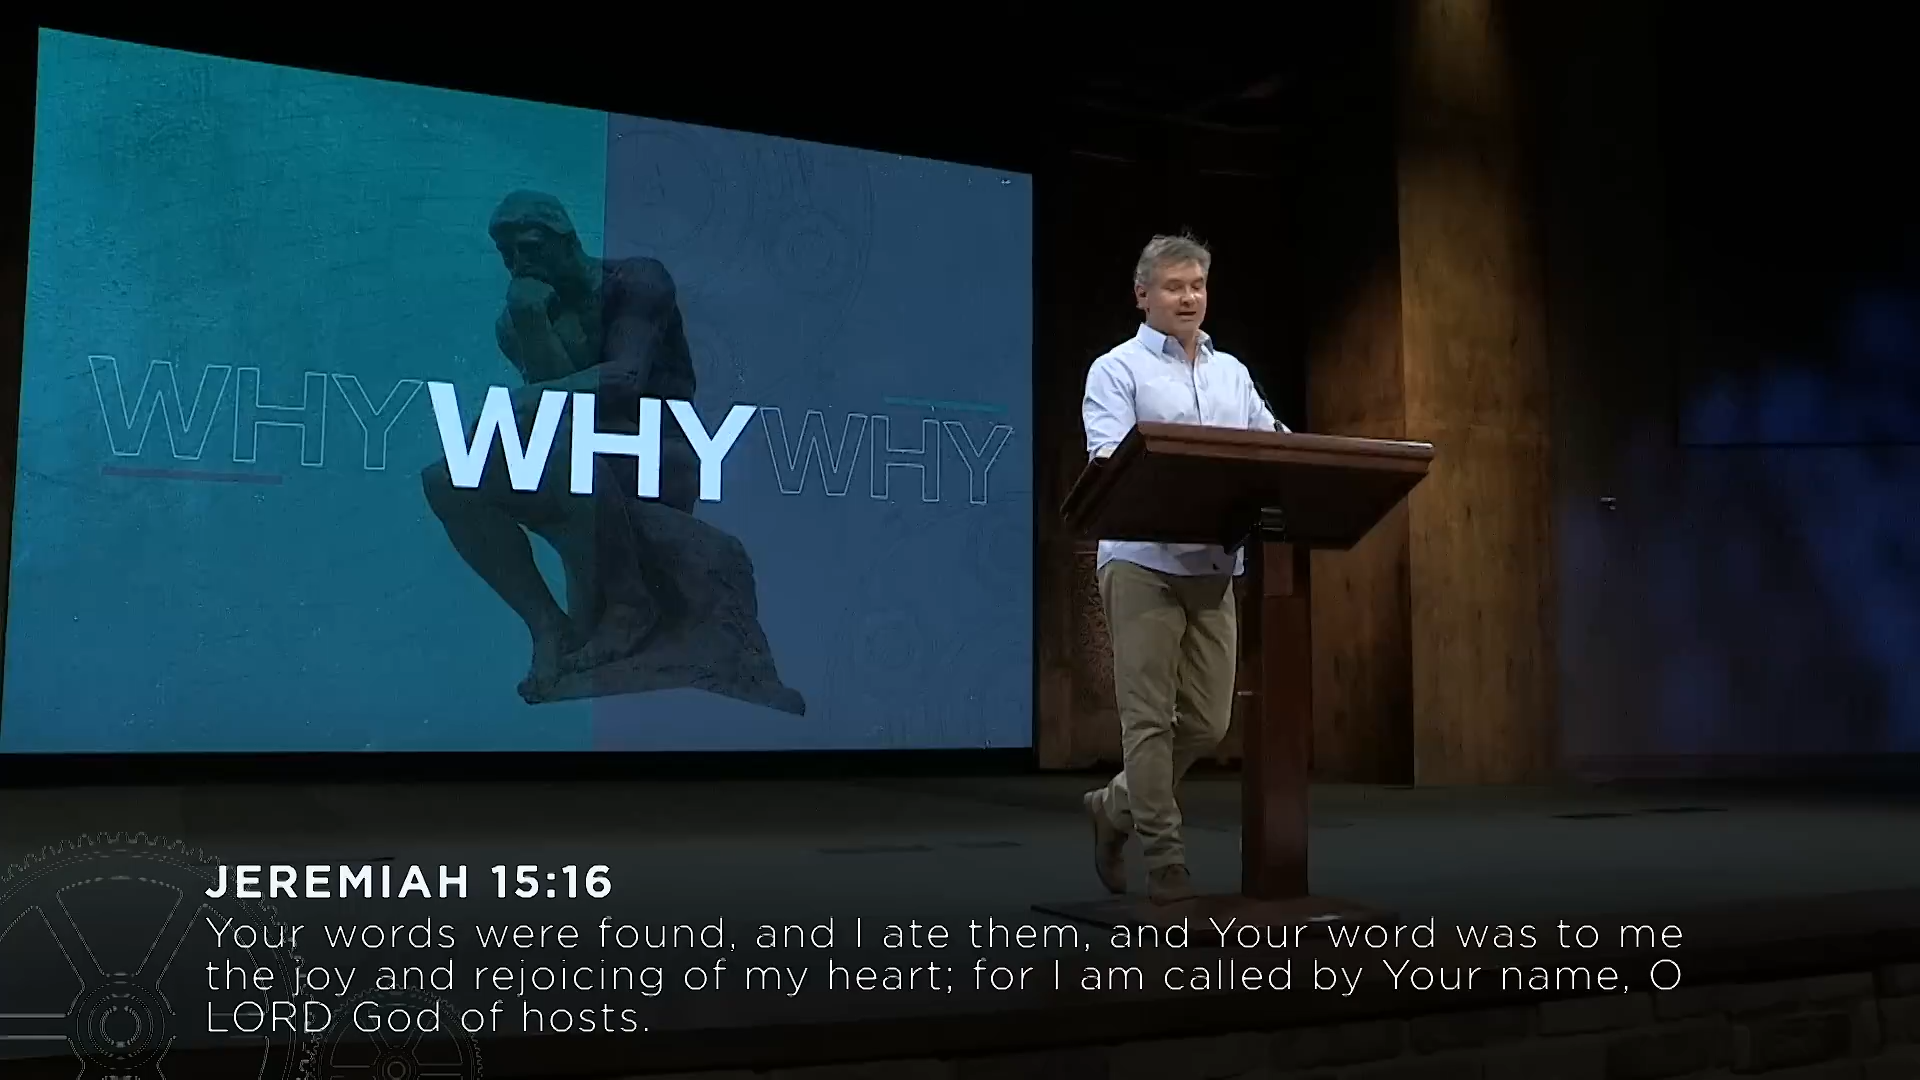 WHY WHY WHY
JEREMIAH 15:16
Your words were found, and I ate them, and Your word was to me
the joy and rejoicing of my heart; for I am called by Your name, O
LORD God of hosts.